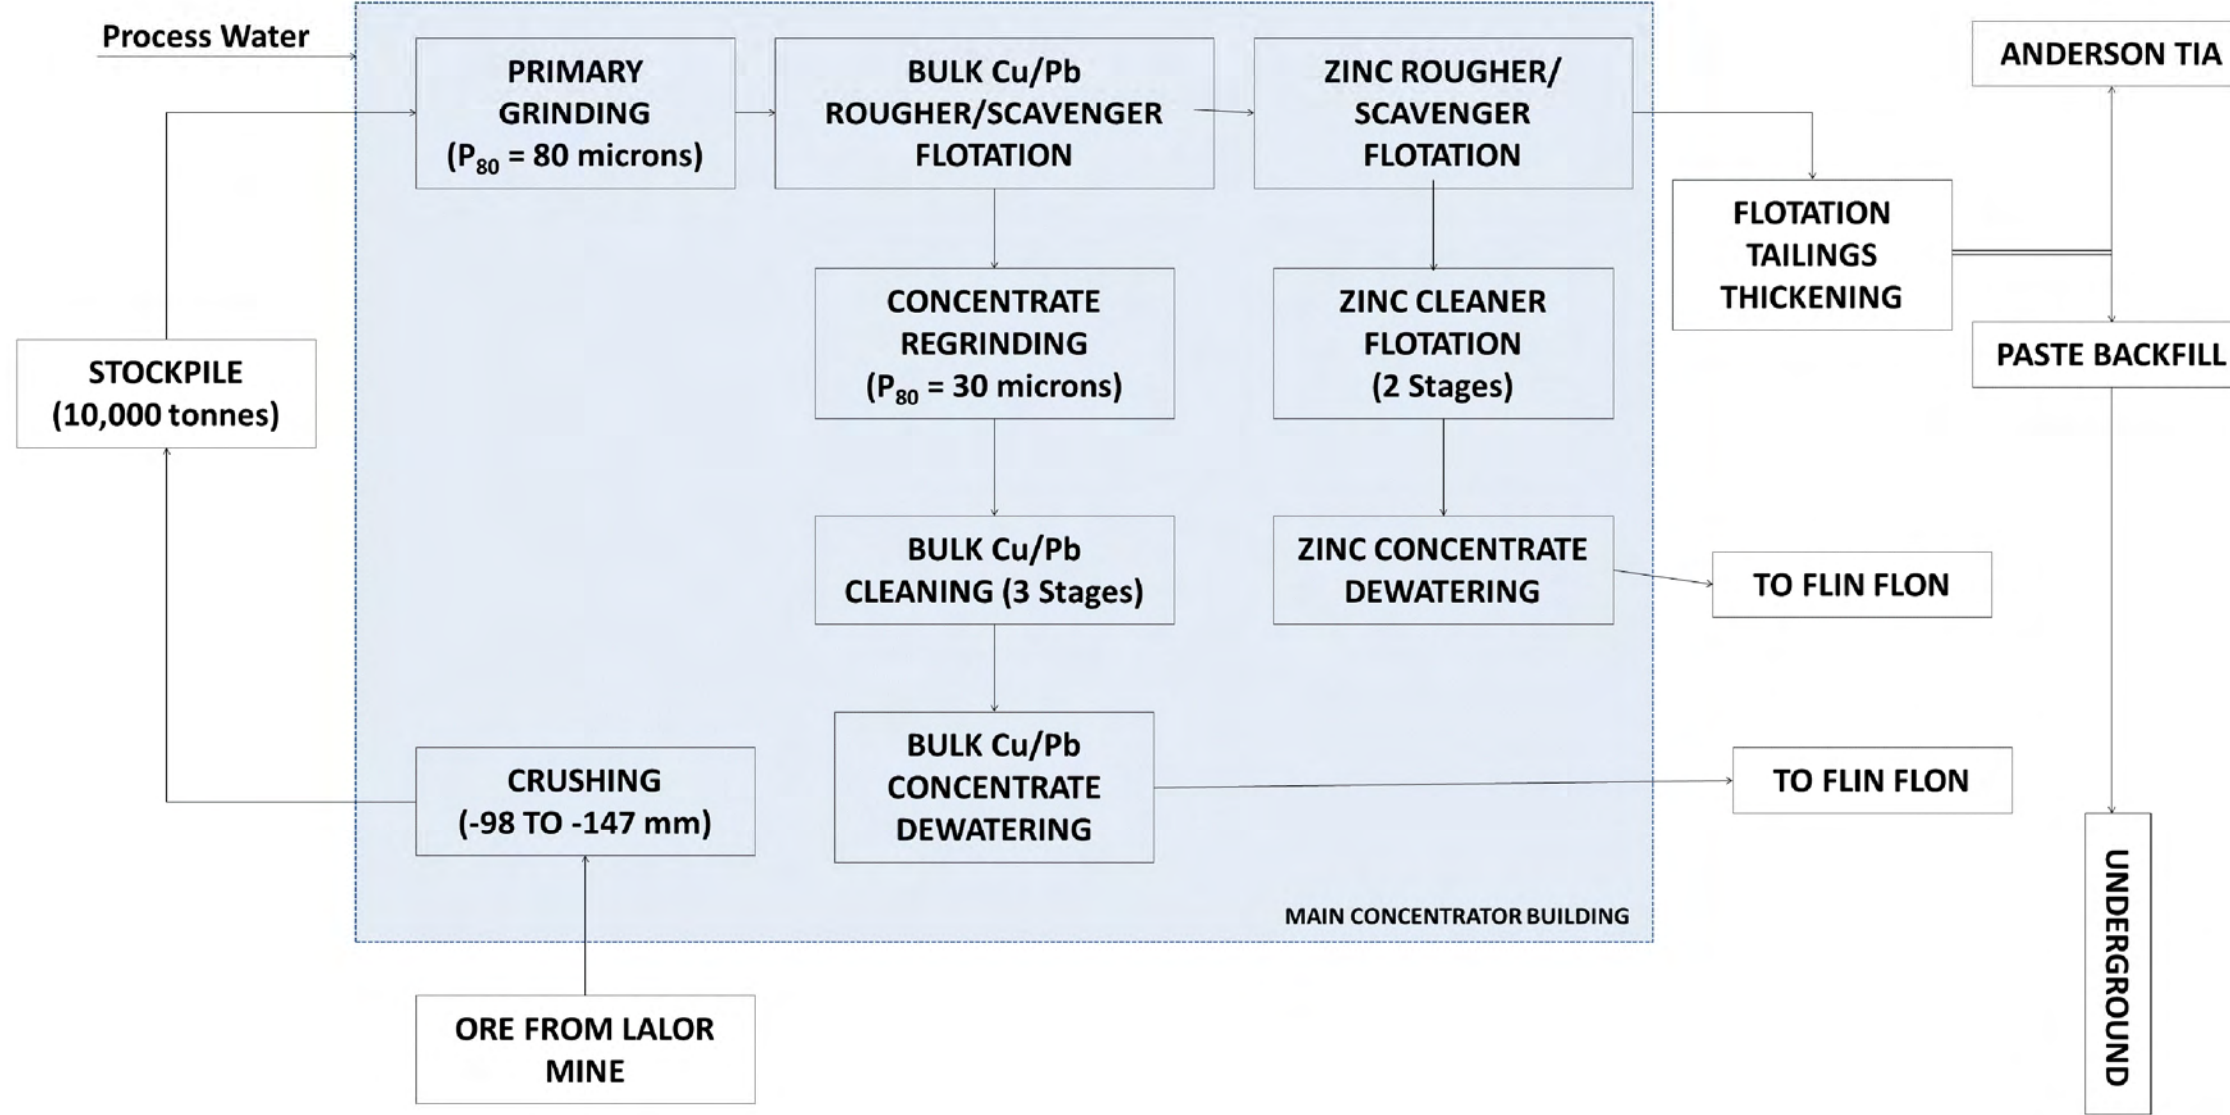 Process Water
PRIMARY
GRINDING
(P80 = 80 microns)
BULK Cu/Pb
ROUGHER/SCAVENGER
FLOTATION
ZINC ROUGHER/
SCAVENGER
FLOTATION
ANDERSON TIA
FLOTATION
TAILINGS
THICKENING
STOCKPILE
(10,000 tonnes)
CONCENTRATE
REGRINDING
(P80 = 30 microns)
ZINC CLEANER
FLOTATION
(2 Stages)
PASTE BACKFILL
BULK Cu/Pb
CLEANING (3 Stages)
ZINC CONCENTRATE
DEWATERING
TO FLIN FLON
CRUSHING
(-98 TO -147 mm)
BULK Cu/Pb
CONCENTRATE
DEWATERING
TO FLIN FLON
UNDERGROUND
MAIN CONCENTRATOR BUILDING
ORE FROM LALOR
MINE